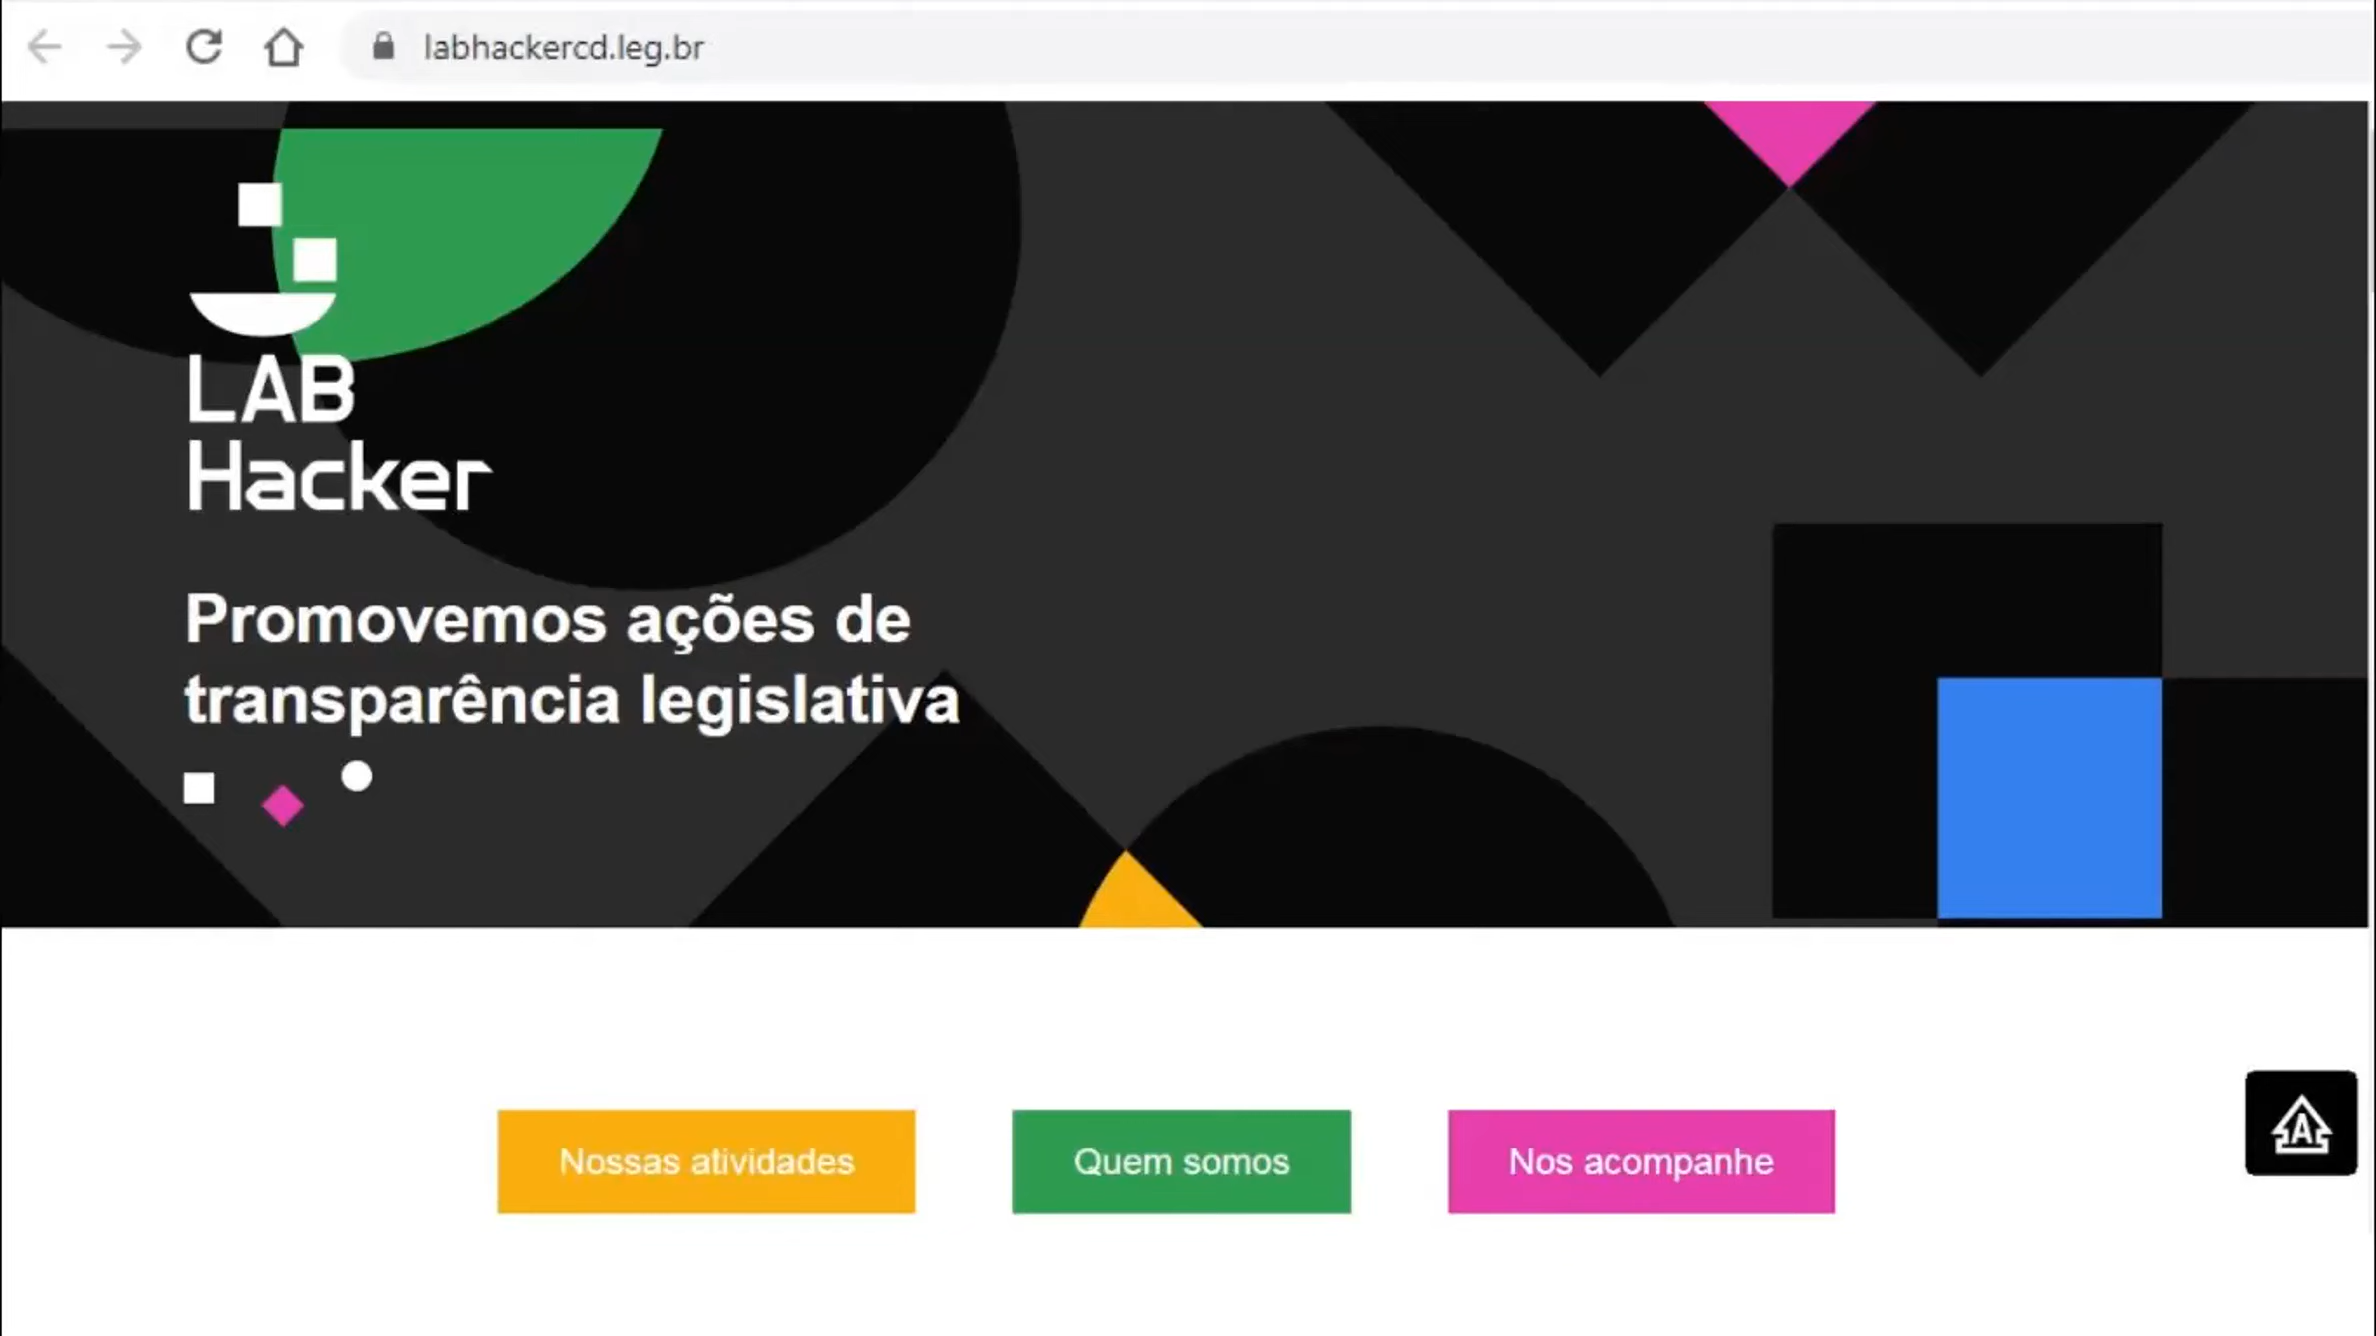 labhackercd.leg.br
LAB
Hacker
Promovemos ações de
transparência legislativa
Nossas atividades
Quem somos
Nos acompanhe
A